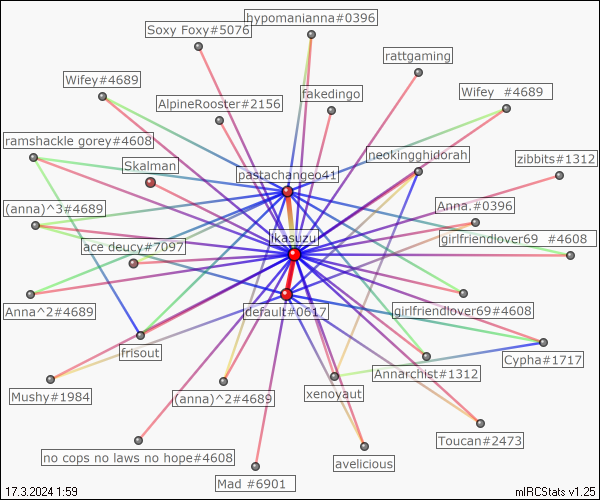 hypomanianna#0396
Soxy Foxy#5076
rattgaming
Wifey#4689
fakedingo
Wifey  #4689
AlpineRooster#2156
ramshackle gorey#4608
neokingghidorah
zibbits#1312
Skalman
pastachangeo41
(anna)^3#4689
Anna.#0396
ikasuzu
girlfriendlover69  #4608
ace deucy#7097
Anna^2#4689
default#0617
girlfriendlover69#4608
frisout
Cypha#1717
Annarchist#1312
Mushy#1984
(anna)^2#4689
xenoyaut
Toucan#2473
no cops no laws no hope#4608
avelicious
Mad #6901
17.3.2024 1:59
mIRCStats v1.25